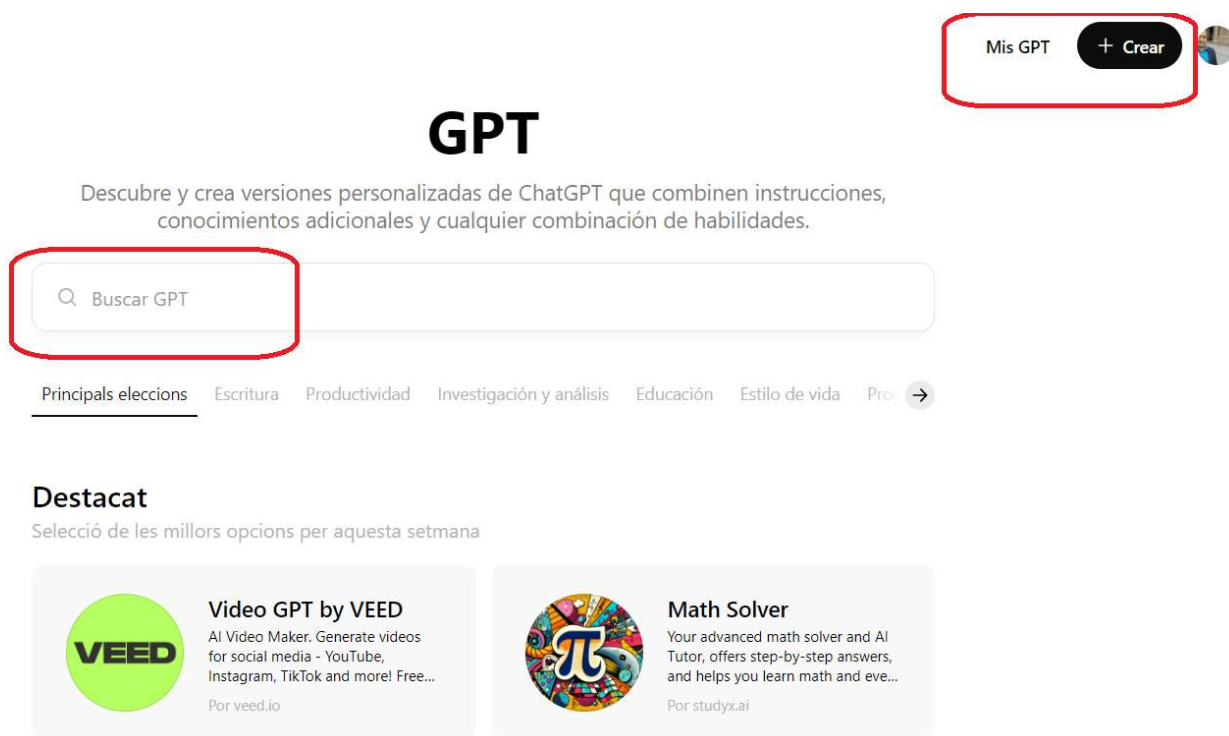 Mis GPT
+ Crear
GPT
Descubre y crea versiones personalizadas de ChatGPT que combinen instrucciones,
conocimientos adicionales y cualquier combinación de habilidades.
Buscar GPT
Principals eleccions Escritura Productividad Investigación y análisis Educación Estilo de vida
Destacat
Selecció de les millors opcions per aquesta setmana
VEED
Video GPT by VEED
AI Video Maker. Generate videos
for social media - YouTube,
Instagram, TikTok and more! Free...
Por veed.io
π
Math Solver
Your advanced math solver and AI
Tutor, offers step-by-step answers,
and helps you learn math and eve...
Por studyx.ai